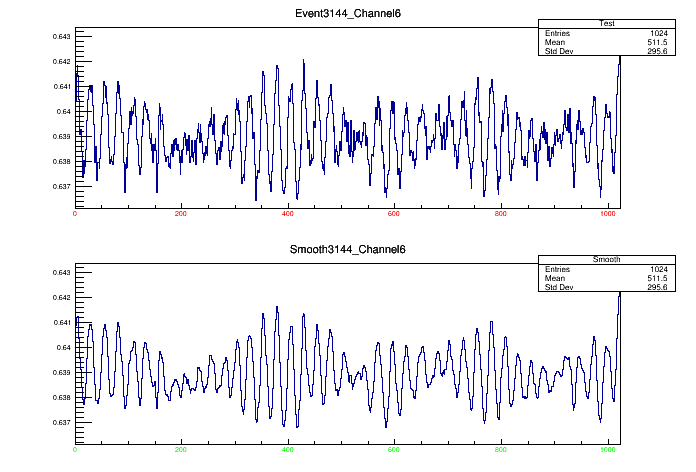 Event3144_Channel6
Test
Entries 1024
Mean 511.5
Std Dev 295.6
0.643
0.642
0.641
0.64
0.639
0.638
0.637
0 200 400 600 800 1000
Smooth3144_Channel6
Smooth
Entries 1024
Mean 511.5
Std Dev 295.6
0.643
0.642
0.641
0.64
0.639
0.638
0.637
0 200 400 600 800 1000